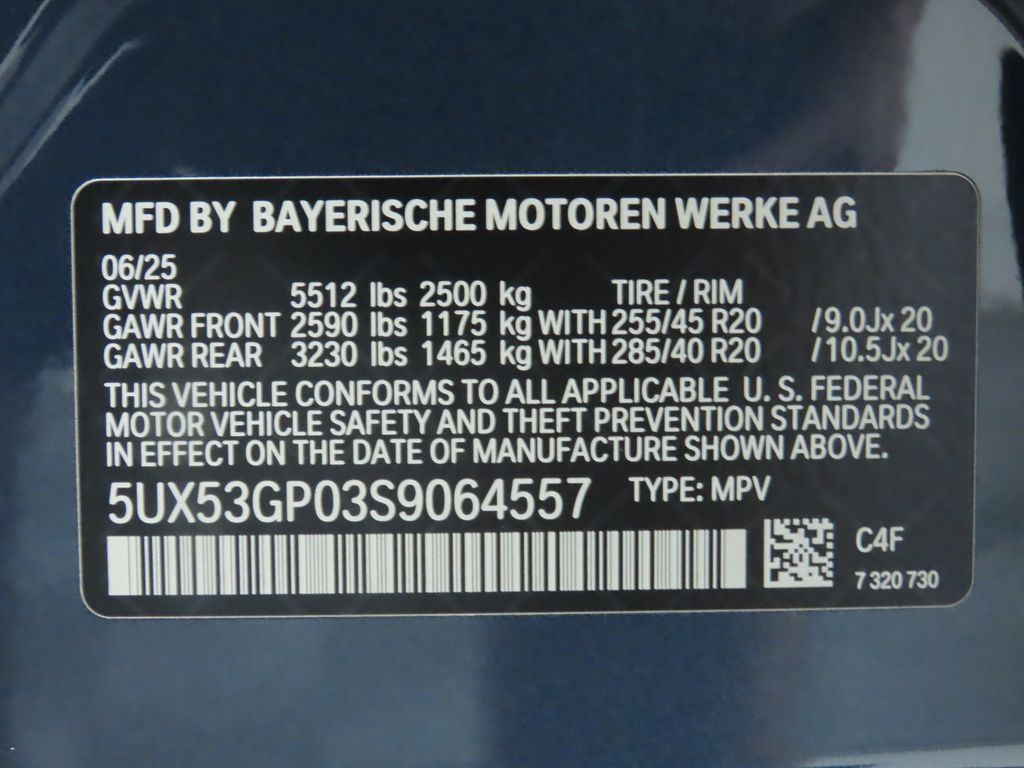 MFD BY BAYERISCHE MOTOREN WERKE AG
06/25
GVWR 5512 lbs 2500 kg TIRE / RIM
GAWR FRONT 2590 lbs 1175 kg WITH 255/45 R20 /9.0Jx 20
GAWR REAR 3230 lbs 1465 kg WITH 285/40 R20 /10.5Jx 20
THIS VEHICLE CONFORMS TO ALL APPLICABLE U. S. FEDERAL
MOTOR VEHICLE SAFETY AND THEFT PREVENTION STANDARDS
IN EFFECT ON THE DATE OF MANUFACTURE SHOWN ABOVE.
5UX53GP03S9064557 TYPE: MPV
C4F
7 320 730